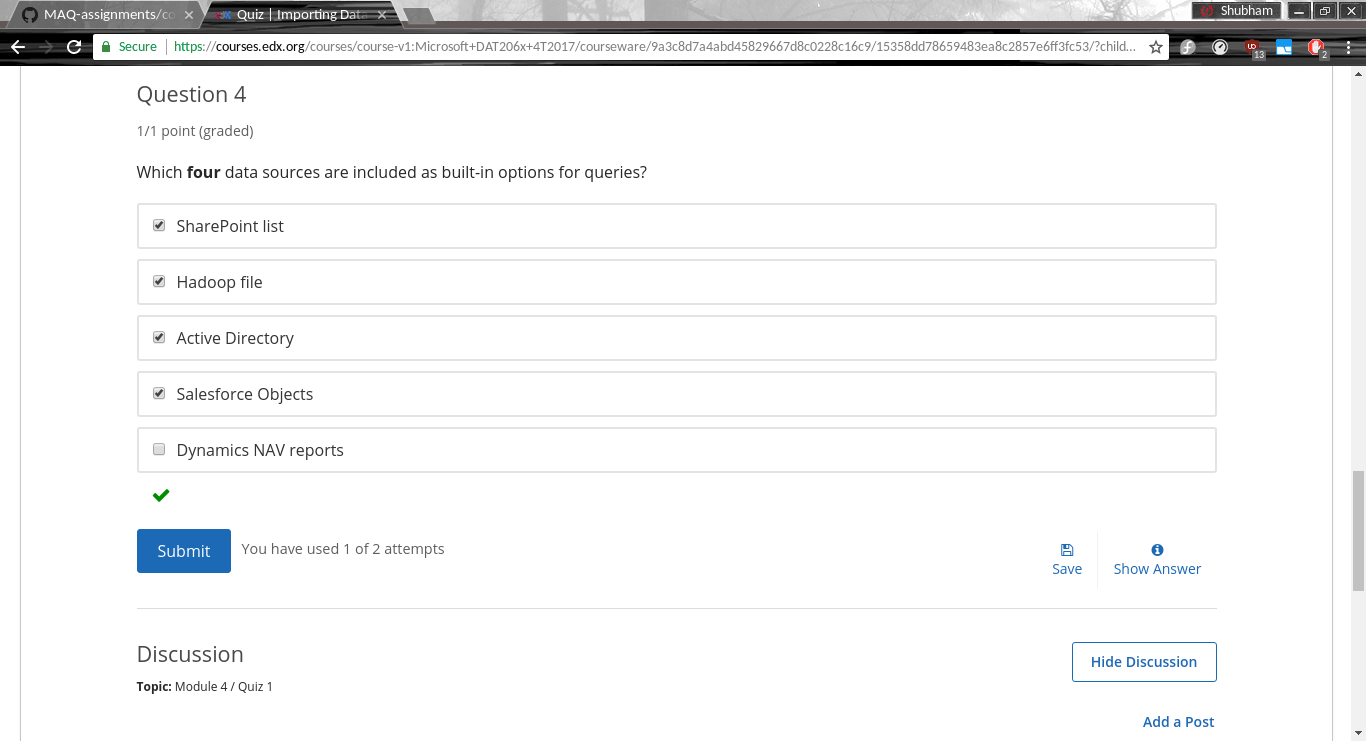 MAQ-assignments/co
Quiz | Importing Data
Shubham
Secure
https://courses.edx.org/courses/course-v1:Microsoft+DAT206x+4T2017/courseware/9a3c8d7a4abd45829667d8c0228c16c9/15358dd78659483ea8c2857e6ff3fc53/?child...
13
2
Question 4
1/1 point (graded)
Which four data sources are included as built-in options for queries?
SharePoint list
Hadoop file
Active Directory
Salesforce Objects
Dynamics NAV reports
Submit
You have used 1 of 2 attempts
Save
Show Answer
Discussion
Hide Discussion
Topic: Module 4 / Quiz 1
Add a Post